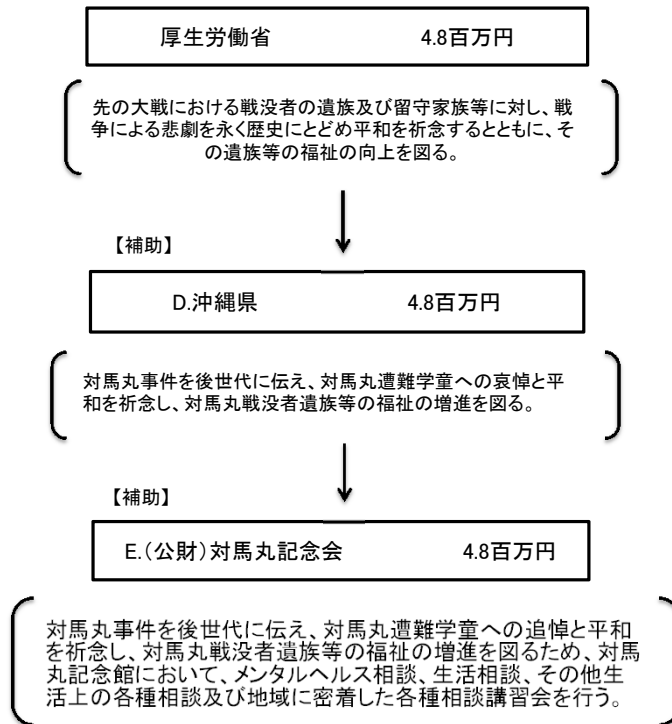 厚生労働省 4.8百万円
先の大戦における戦没者の遺族及び留守家族等に対し、戦
争による悲劇を永く歴史にとどめ平和を祈念するとともに、そ
の遺族等の福祉の向上を図る。
【補助】
D.沖縄県 4.8百万円
対馬丸事件を後世代に伝え、対馬丸遭難学童への哀悼と平
和を祈念し、対馬丸戦没者遺族等の福祉の増進を図る。
【補助】
E.(公財)対馬丸記念会 4.8百万円
対馬丸事件を後世代に伝え、対馬丸遭難学童への追悼と平和
を祈念し、対馬丸戦没者遺族等の福祉の増進を図るため、対馬
丸記念館において、メンタルヘルス相談、生活相談、その他生
活上の各種相談及び地域に密着した各種相談講習会を行う。